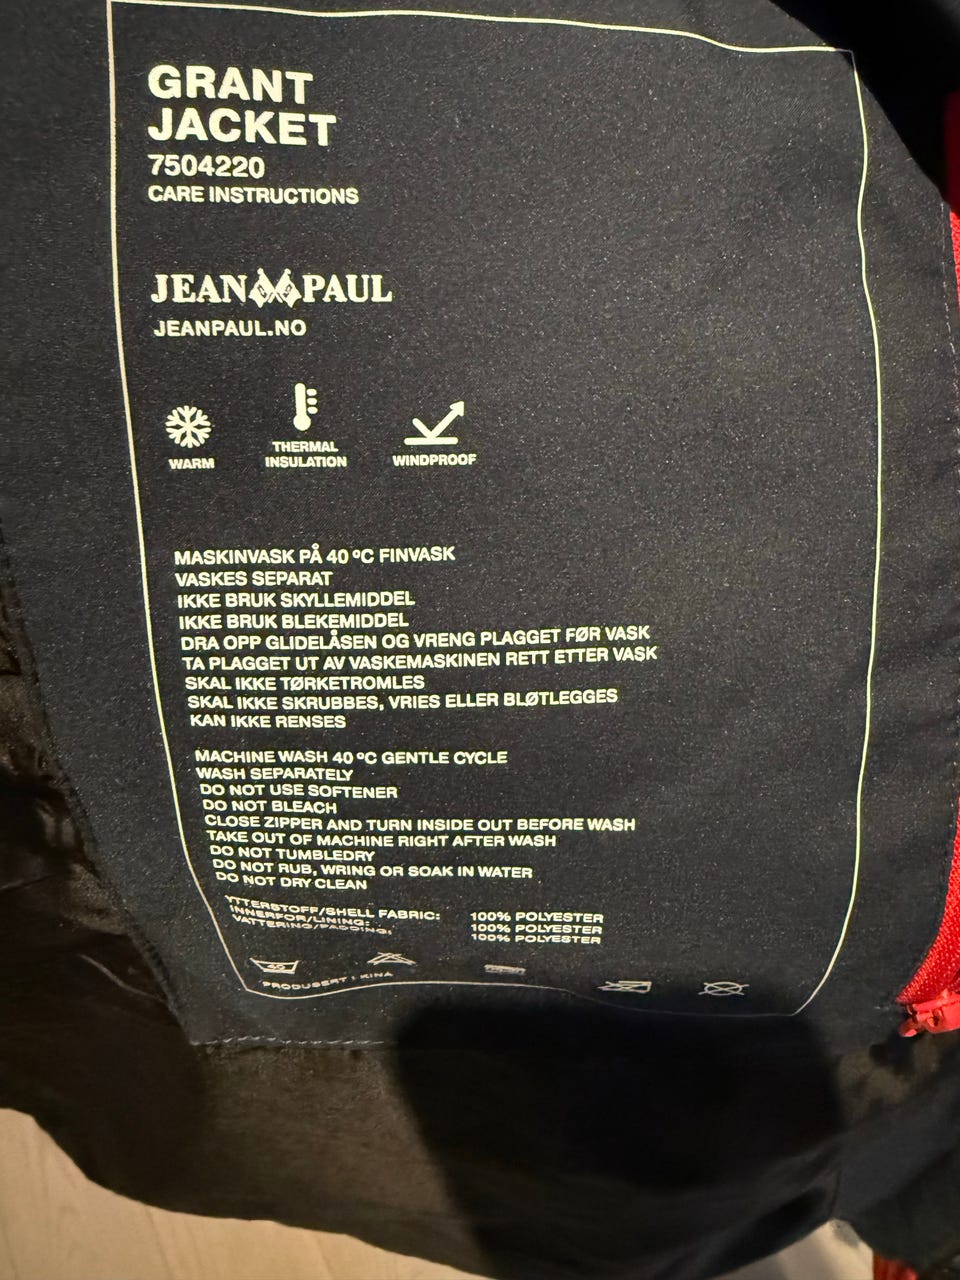 GRANT
JACKET
7504220
CARE INSTRUCTIONS
JEAN PAUL
JEANPAUL.NO
WARM
THERMAL
INSULATION
WINDPROOF
MASKINVASK PÅ 40 ºC FINVASK
VASKES SEPARAT
IKKE BRUK SKYLLEMIDDEL
IKKE BRUK BLEKEMIDDEL
DRA OPP GLIDELÅSEN OG VRENG PLAGGET FØR VASK
TA PLAGGET UT AV VASKEMASKINEN RETT ETTER VASK
SKAL IKKE TØRKETROMLES
SKAL IKKE SKRUBBES, VRIES ELLER BLØTLEGGES
KAN IKKE RENSES
MACHINE WASH 40 ºC GENTLE CYCLE
WASH SEPARATELY
DO NOT USE SOFTENER
DO NOT BLEACH
CLOSE ZIPPER AND TURN INSIDE OUT BEFORE WASH
TAKE OUT OF MACHINE RIGHT AFTER WASH
DO NOT TUMBLEDRY
DO NOT RUB, WRING OR SOAK IN WATER
DO NOT DRY CLEAN
YTTERSTOFF/SHELL FABRIC: 100% POLYESTER
INNERFOR/LINING: 100% POLYESTER
VATTERING/PADDING: 100% POLYESTER
40
PRODUSERT I KINA